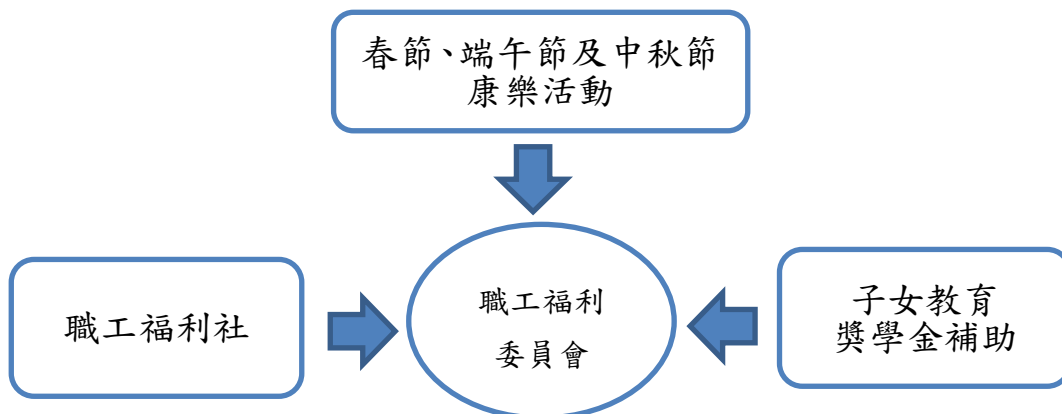 春節、端午節及中秋節
康樂活動
職工福利社
職工福利
委員會
子女教育
獎學金補助